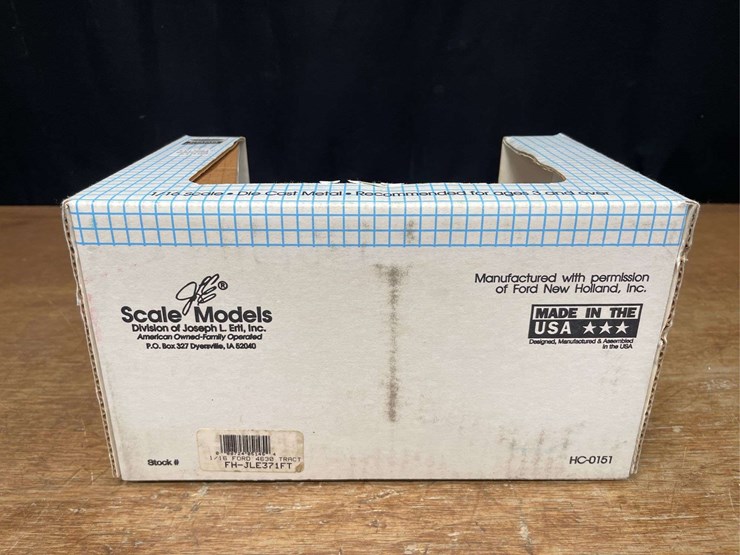 1/16 Scale • Die Cast Metal • Recommended for ages 3 and over
JLE®
Scale Models
Division of Joseph L. Ertl, Inc.
American Owned-Family Operated
P.O. Box 327 Dyersville, IA 52040
Manufactured with permission
of Ford New Holland, Inc.
MADE IN THE
USA ★★★
Designed, Manufactured & Assembled
in the USA
Stock #
1/16 FORD 4630 TRACT
FH-JLE371FT
HC-0151